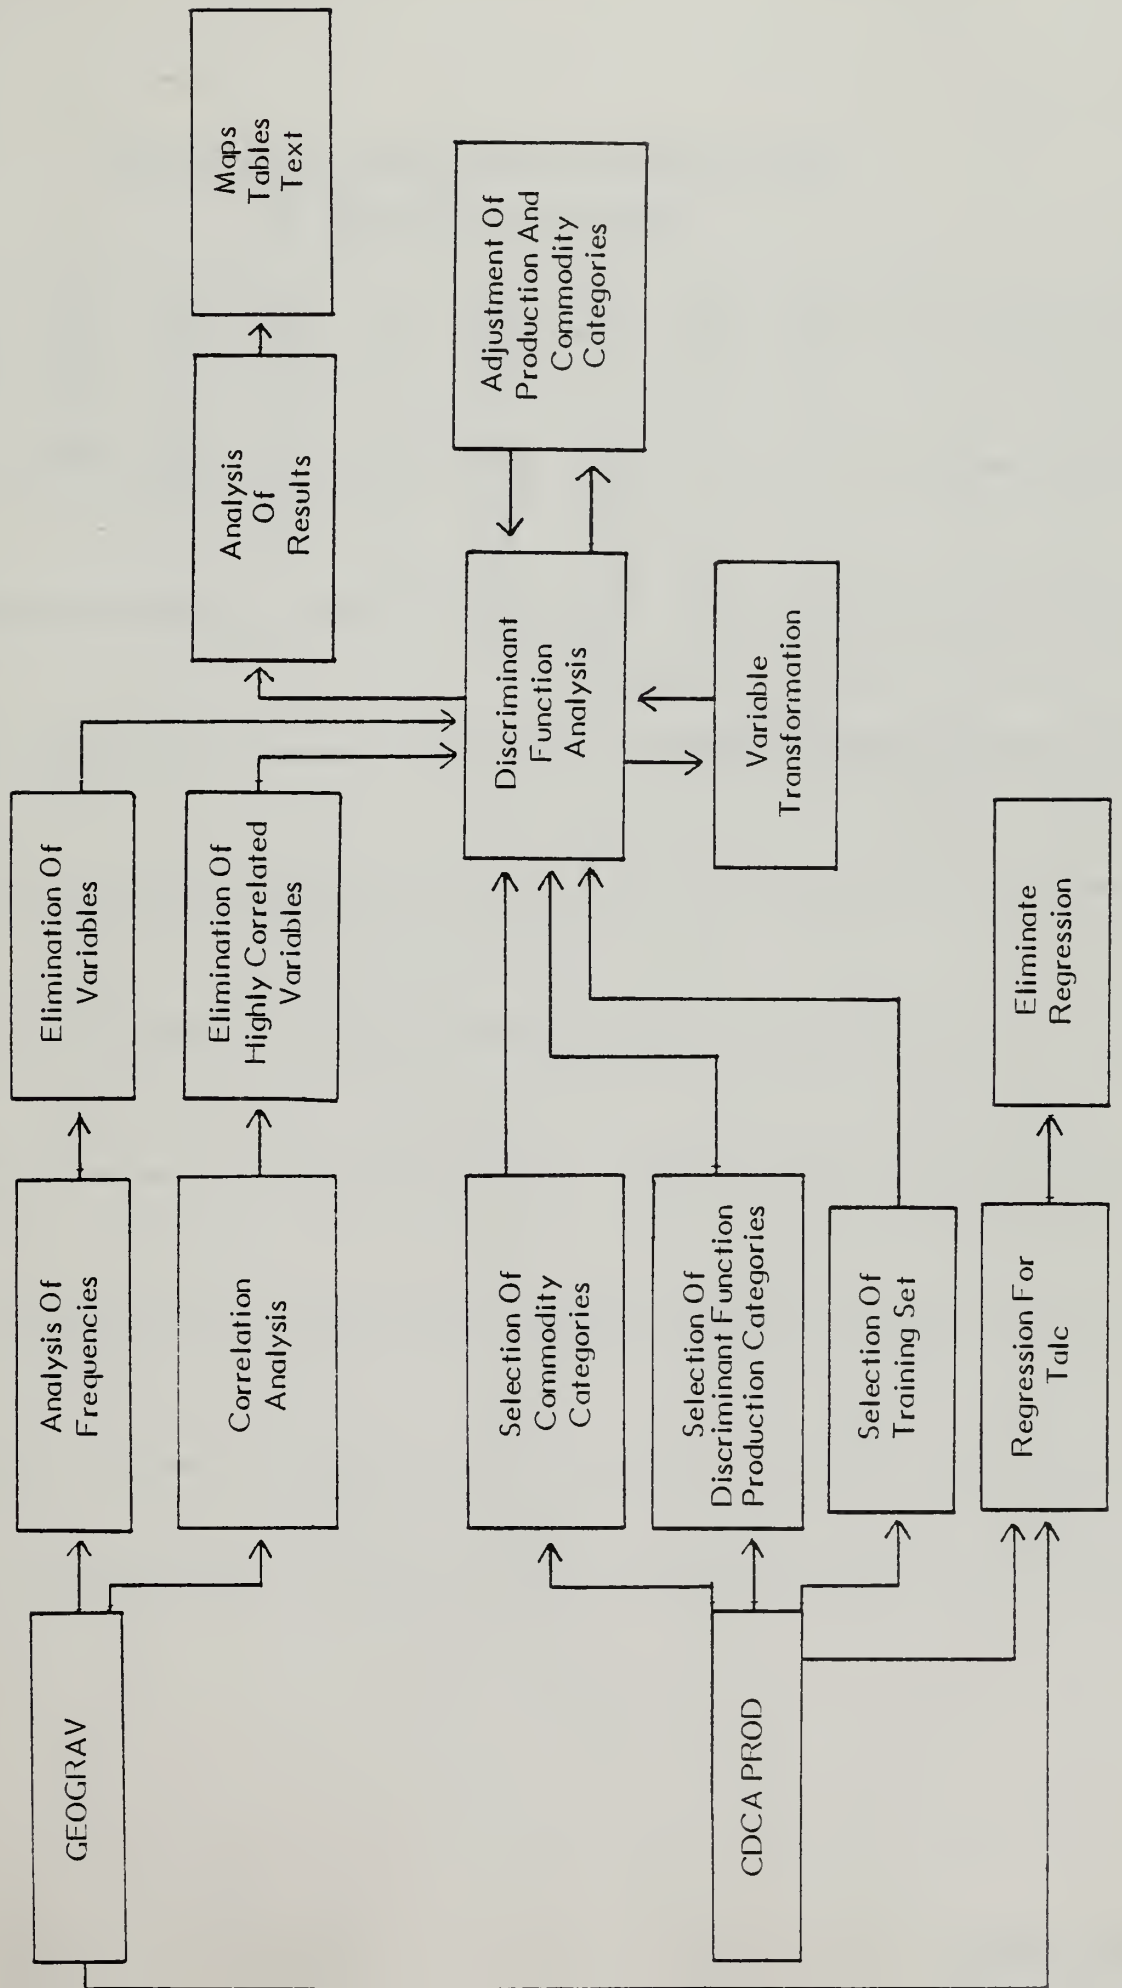 GEOGRAV
Analysis Of
Frequencies
Elimination Of
Variables
Correlation
Analysis
Elimination Of
Highly Correlated
Variables
Analysis
Of
Results
Maps
Tables
Text
CDCA PROD
Selection Of
Commodity
Categories
Selection Of
Discriminant Function
Production Categories
Selection Of
Training Set
Regression For
Talc
Eliminate
Regression
Discriminant
Function
Analysis
Variable
Transformation
Adjustment Of
Production And
Commodity
Categories